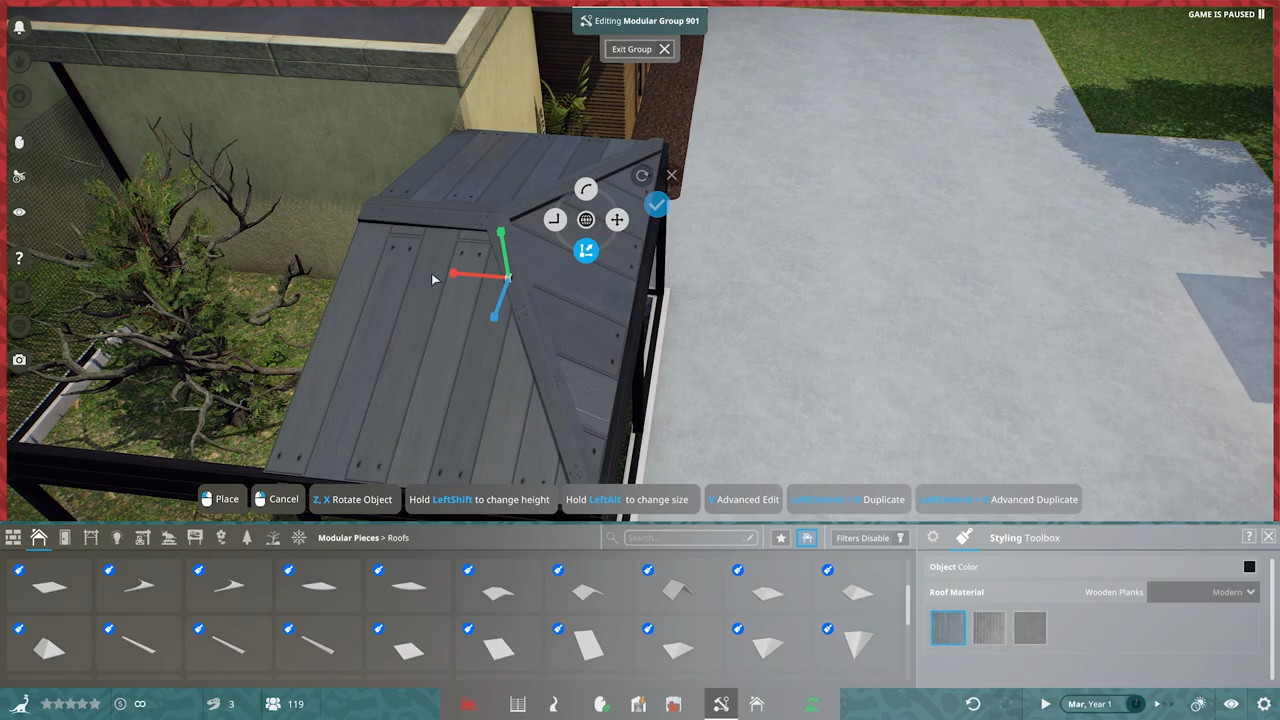 Editing Modular Group 901
GAME IS PAUSED
Exit Group
?
Place
Cancel
Z, X Rotate Object
Hold LeftShift to change height
Hold LeftAlt to change size
Advanced Edit
Duplicate
Advanced Duplicate
Modular Pieces > Roofs
Search...
Filters Disable
Styling Toolbox
?
Object Color
Roof Material
Wooden Planks
Modern
∞
3
119
Mar, Year 1